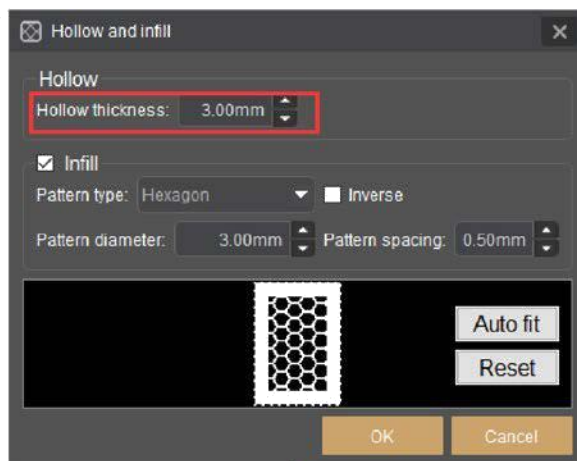 Hollow and infill
Hollow
Hollow thickness: 3.00mm
Infill
Pattern type: Hexagon Inverse
Pattern diameter: 3.00mm Pattern spacing: 0.50mm
Auto fit
Reset
OK Cancel